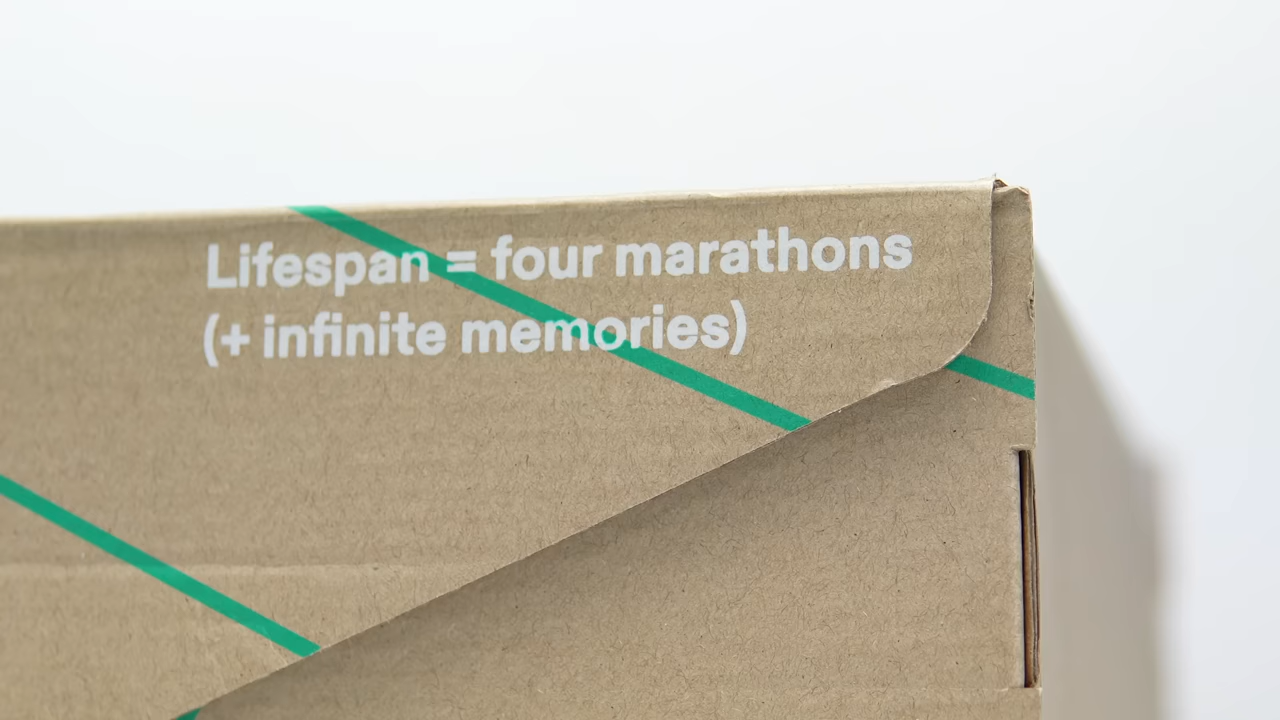 Lifespan = four marathons
(+ infinite memories)